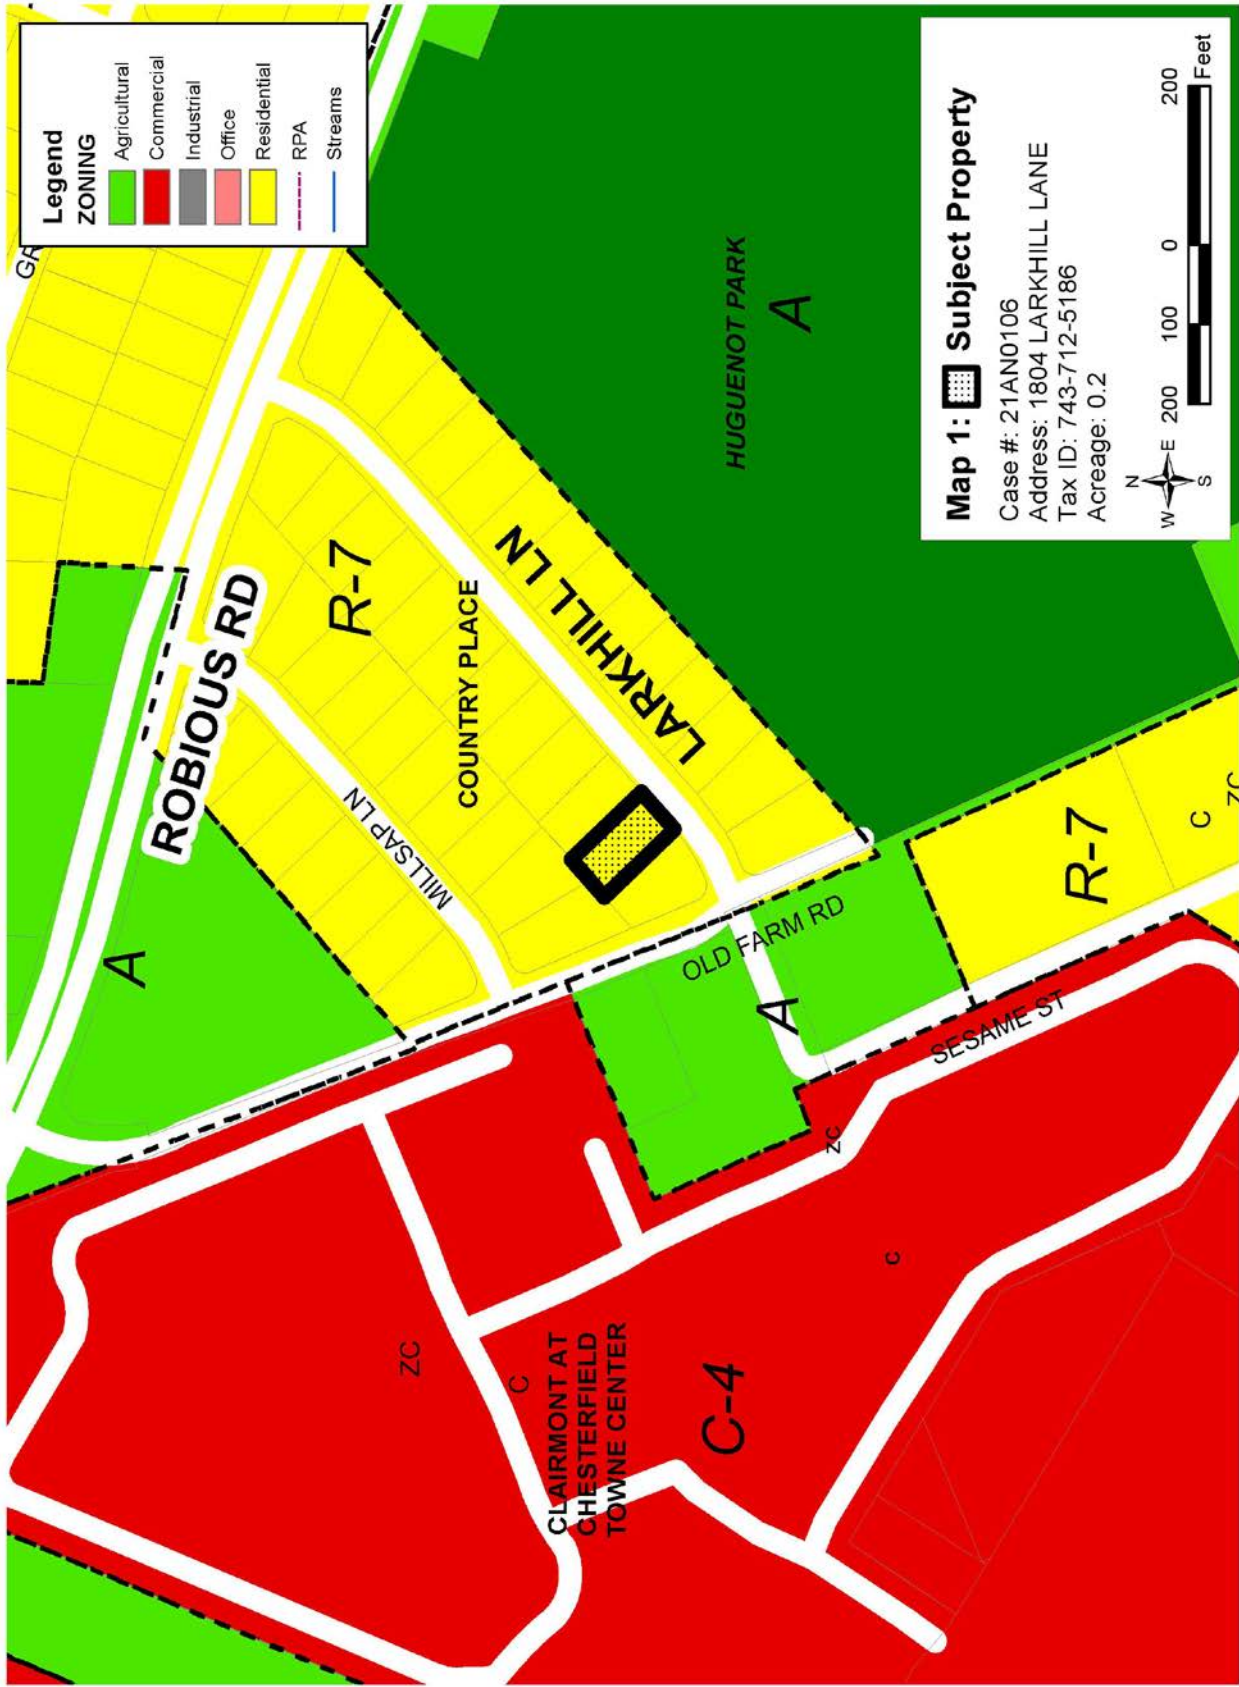 Legend
ZONING
Agricultural
Commercial
Industrial
Office
Residential
RPA
Streams
GR
ROBIOUS RD
A
R-7
MILLSAP LN
COUNTRY PLACE
LARKHILL LN
HUGUENOT PARK
A
ZC
C
CLAIRMONT AT
CHESTERFIELD
TOWNE CENTER
C-4
OLD FARM RD
A
ZC
C
SESAME ST
R-7
C
ZC
Map 1: Subject Property
Case #: 21AN0106
Address: 1804 LARKHILL LANE
Tax ID: 743-712-5186
Acreage: 0.2
N
W
E
S
200 100 0 200
Feet